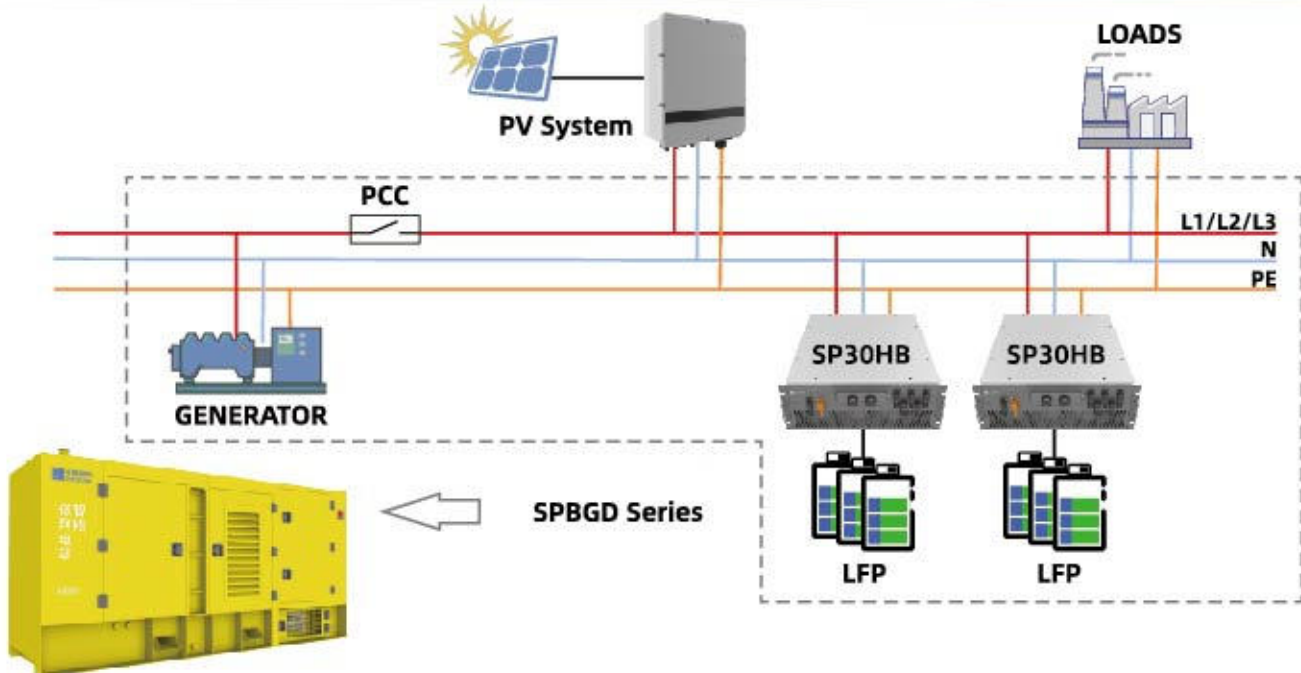 LOADS
PV System
PCC
L1/L2/L3
N
PE
SP30HB
SP30HB
GENERATOR
SPBGD Series
LFP
LFP